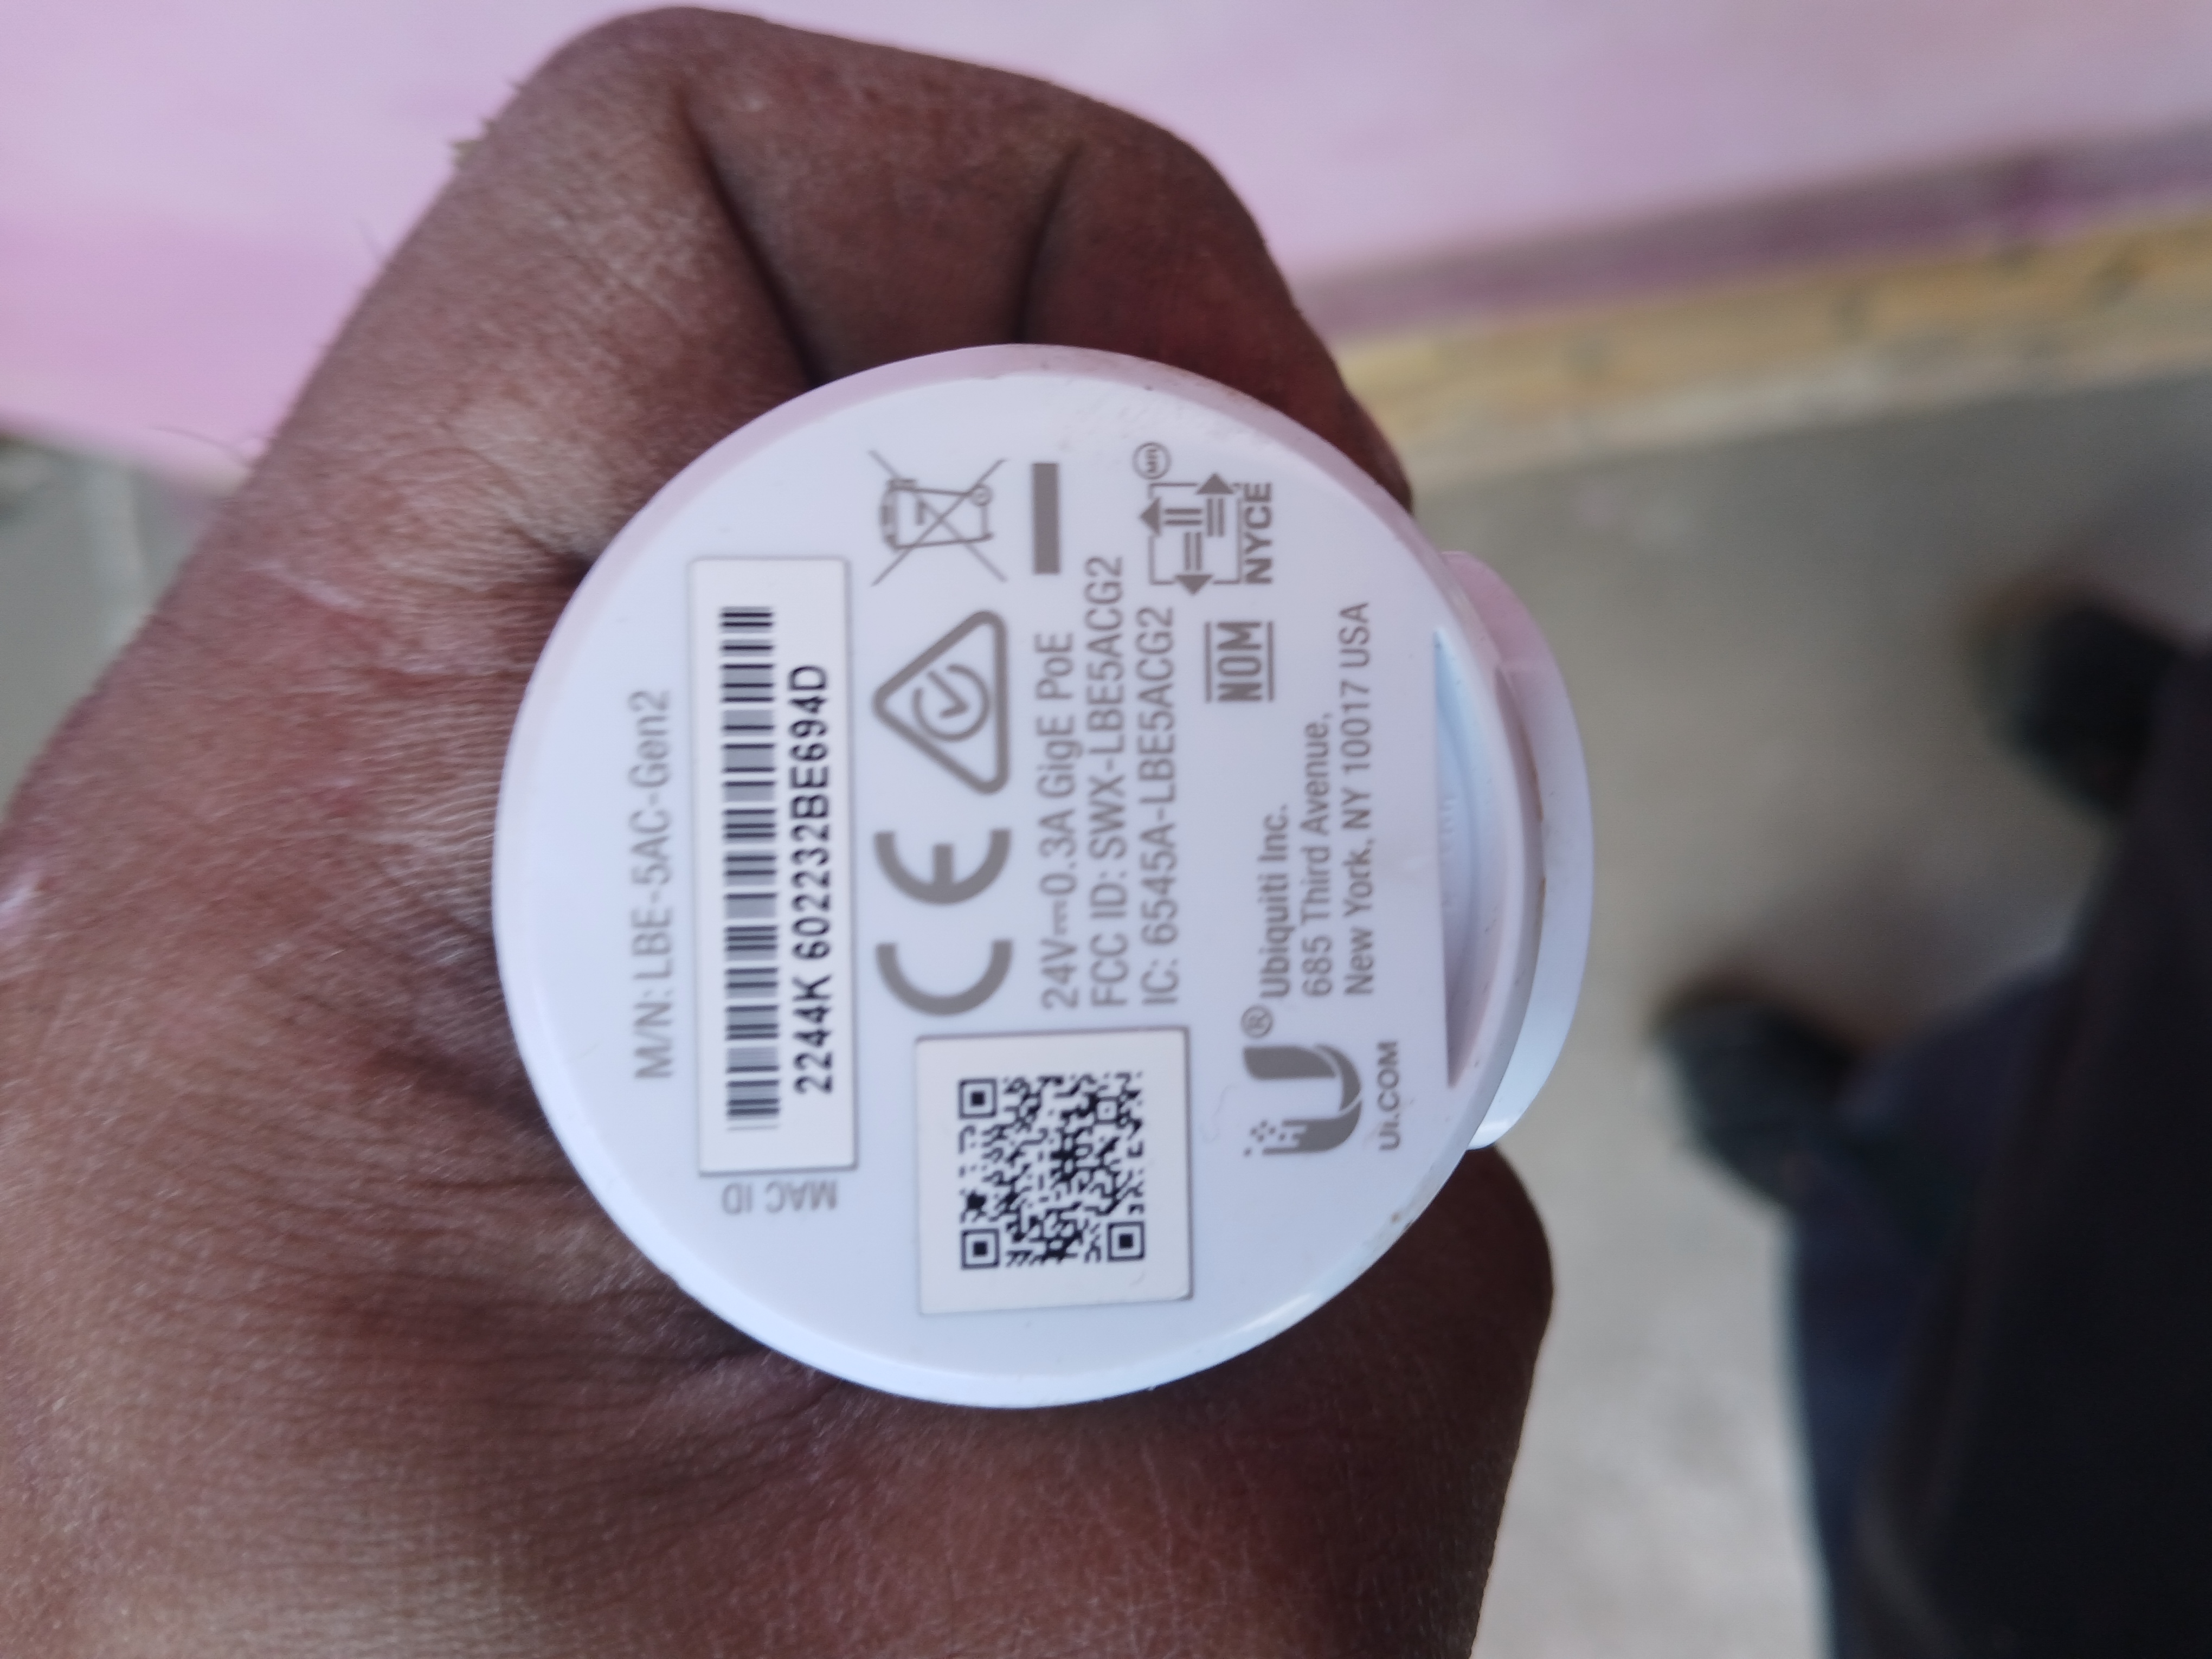 M/N: LBE-5AC-Gen2
MAC ID
2244K 602232BE694D
CE
24V⎓0.3A GigE PoE
FCC ID: SWX-LBE5ACG2
IC: 6545A-LBE5ACG2
NOM
NYCE
Ubiquiti Inc.
685 Third Avenue,
New York, NY 10017 USA
UI.COM